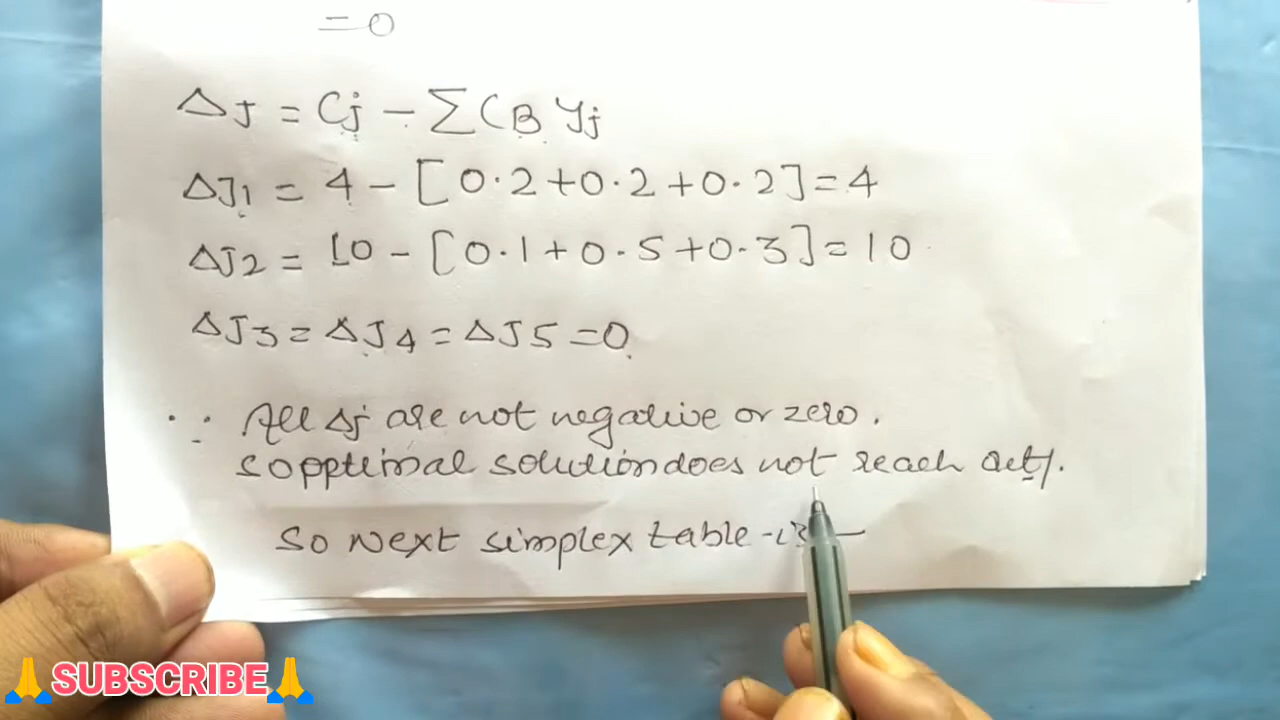 = 0
ΔJ = Cj - ΣCB Yj
ΔJ1 = 4 - [0.2+0.2+0.2] = 4
ΔJ2 = 10 - [0.1+0.5+0.3] = 10
ΔJ3 = ΔJ4 = ΔJ5 = 0
∵ All Δj are not negative or zero.
So opptimal solution does not reach
So Next simplex table -is —
🙏SUBSCRIBE🙏